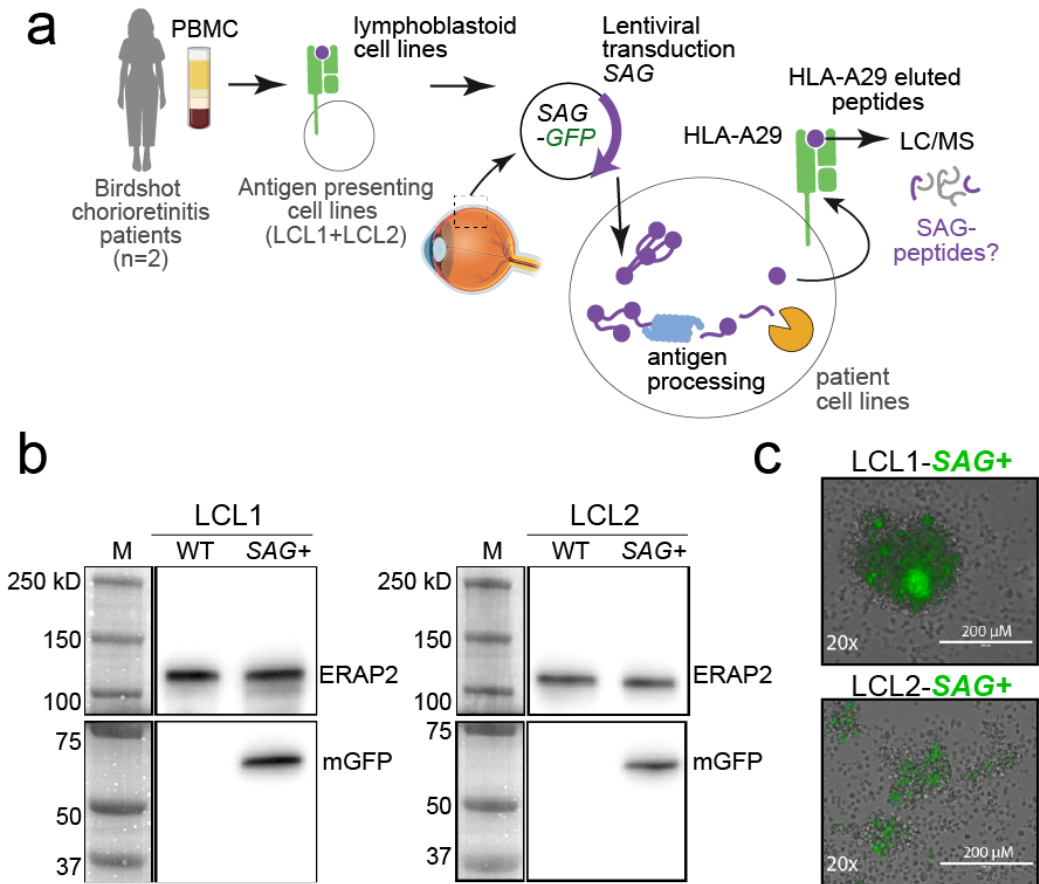 a
PBMC
lymphoblastoid
cell lines
Lentiviral
transduction
SAG
HLA-A29 eluted
peptides
SAG
-GFP
HLA-A29
LC/MS
Birdshot
chorioretinitis
patients
(n=2)
Antigen presenting
cell lines
(LCL1+LCL2)
SAG-
peptides?
antigen
processing
patient
cell lines
b
LCL1
M
WT
SAG+
250 kD
150
100
ERAP2
75
50
37
mGFP
LCL2
M
WT
SAG+
250 kD
150
100
ERAP2
75
50
37
mGFP
c
LCL1-SAG+
20x
200 µM
LCL2-SAG+
20x
200 µM